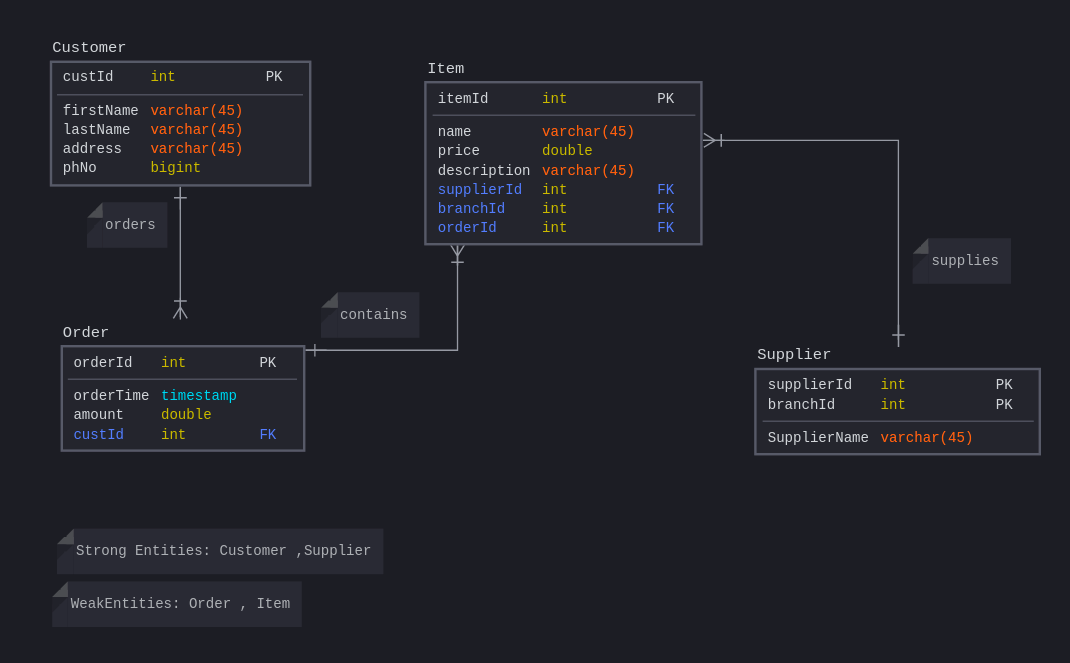 Customer
custId int PK
firstName varchar(45)
lastName varchar(45)
address varchar(45)
phNo bigint
orders
Item
itemId int PK
name varchar(45)
price double
description varchar(45)
supplierId int FK
branchId int FK
orderId int FK
supplies
contains
Order
orderId int PK
orderTime timestamp
amount double
custId int FK
Supplier
supplierId int PK
branchId int PK
SupplierName varchar(45)
Strong Entities: Customer ,Supplier
WeakEntities: Order , Item